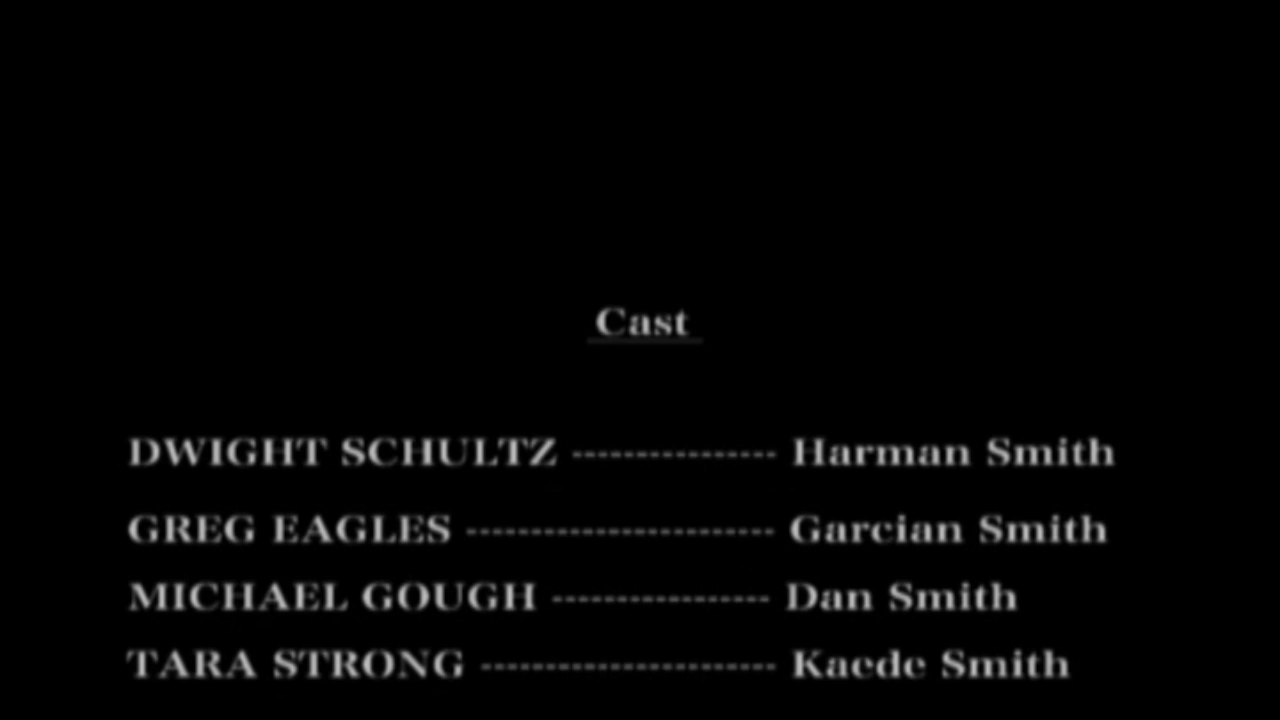 Cast
DWIGHT SCHULTZ ---------------- Harman Smith
GREG EAGLES ------------------------ Garcian Smith
MICHAEL GOUGH ----------------- Dan Smith
TARA STRONG ----------------------- Kaede Smith